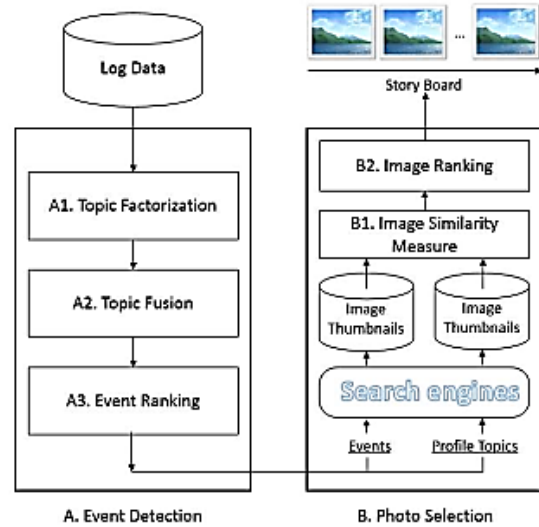 Log Data
A1. Topic Factorization
A2. Topic Fusion
A3. Event Ranking
A. Event Detection
...
Story Board
B2. Image Ranking
B1. Image Similarity
Measure
Image
Thumbnails
Image
Thumbnails
Search engines
Events
Profile Topics
B. Photo Selection